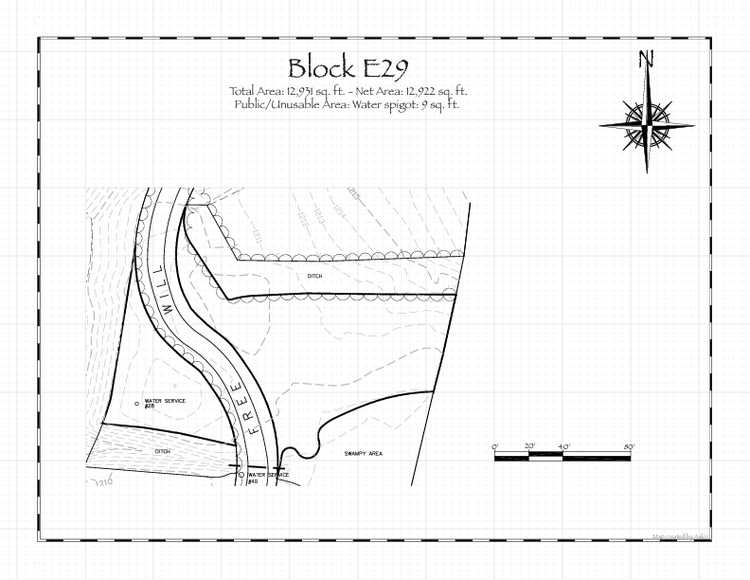 N
Block E29
Total Area: 12,931 sq. ft. - Net Area: 12,922 sq. ft.
Public/Unusable Area: Water spigot: 9 sq. ft.
1215
1214
1213
1212
1211
DITCH
WILL
FREE
WATER SERVICE
DITCH
SWAMPY AREA
WATER SERVICE
#40
1210
0' 20' 40' 80'
Map created by